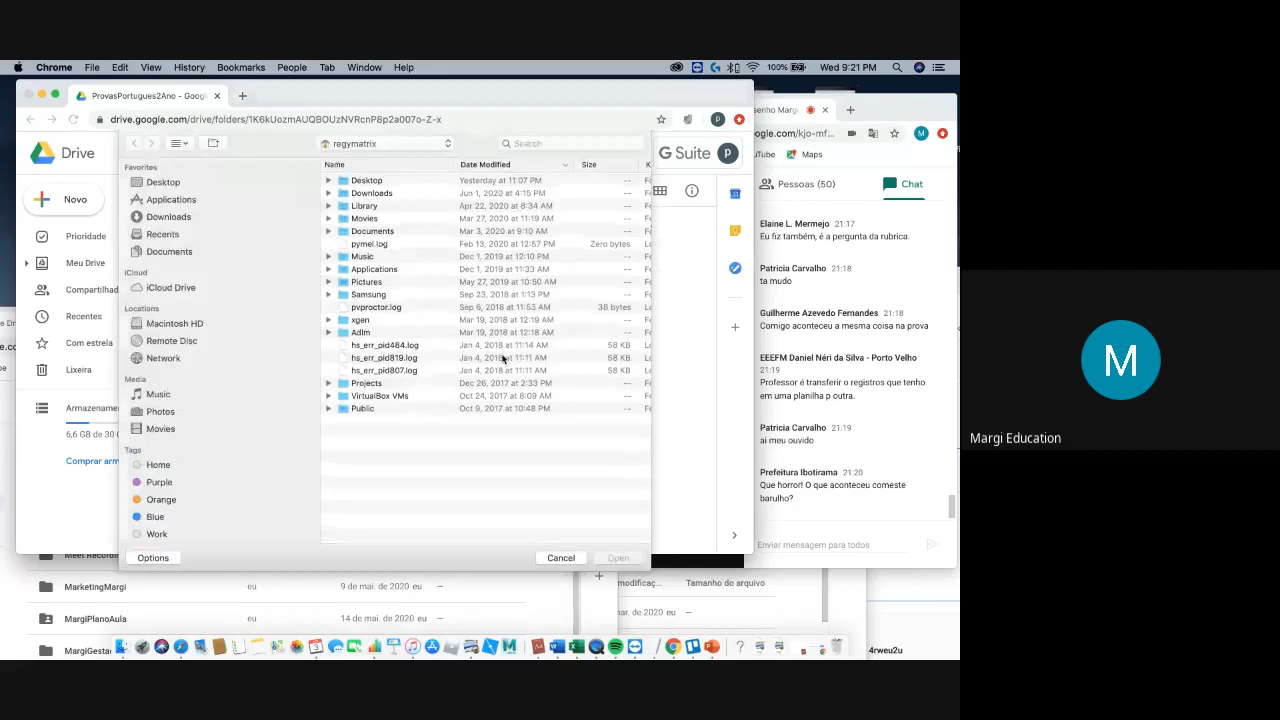 Chrome File Edit View History Bookmarks People Tab Window Help
100% Wed 9:21 PM
ProvasPortugues2Ano - Googl
drive.google.com/drive/folders/1K6kUozmAUQBOUzNVRcnP8p2a007o-Z-x
Drive
Novo
Prioridade
Meu Drive
Compartilhad
Recentes
Com estrela
Lixeira
Armazename
6,6 GB de 30
Comprar arm
regymatrix
Search
Favorites
Desktop
Applications
Downloads
Recents
Documents
iCloud
iCloud Drive
Locations
Macintosh HD
Remote Disc
Network
Media
Music
Photos
Movies
Tags
Home
Purple
Orange
Blue
Work
Name Date Modified Size
Desktop Yesterday at 11:07 PM --
Downloads Jun 1, 2020 at 4:15 PM --
Library Apr 22, 2020 at 8:34 AM --
Movies Mar 27, 2020 at 11:19 AM --
Documents Mar 3, 2020 at 9:10 AM --
pymel.log Feb 13, 2020 at 12:57 PM Zero bytes
Music Dec 1, 2019 at 12:10 PM --
Applications Dec 1, 2019 at 11:33 AM --
Pictures May 27, 2019 at 10:50 AM --
Samsung Sep 23, 2018 at 1:13 PM --
pvproctor.log Sep 6, 2018 at 11:53 AM 38 bytes
xgen Mar 19, 2018 at 12:19 AM --
Adlm Mar 19, 2018 at 12:18 AM --
hs_err_pid484.log Jan 4, 2018 at 11:14 AM 58 KB
hs_err_pid819.log Jan 4, 2018 at 11:11 AM 58 KB
hs_err_pid807.log Jan 4, 2018 at 11:11 AM 58 KB
Projects Dec 26, 2017 at 2:33 PM --
VirtualBox VMs Oct 24, 2017 at 8:09 AM --
Public Oct 9, 2017 at 10:48 PM --
Options Cancel Open
G Suite p
senho Margi
gle.com/kjo-mf...
uTube Maps
Pessoas (50) Chat
Elaine L. Mermejo 21:17
Eu fiz também, é a pergunta da rubrica.
Patricia Carvalho 21:18
ta mudo
Guilherme Azevedo Fernandes 21:18
Comigo aconteceu a mesma coisa na prova
EEEFM Daniel Néri da Silva - Porto Velho
21:19
Professor é transferir o registros que tenho
em uma planilha p outra.
Patricia Carvalho 21:19
ai meu ouvido
Prefeitura Ibotirama 21:20
Que horror! O que aconteceu comeste
barulho?
Enviar mensagem para todos
MarketingMargi eu 9 de mai. de 2020 eu
MargiPlanoAula eu 14 de mai. de 2020 eu
MargiGesta
modificaç... Tamanho do arquivo
mar. de 2020 --
4rweu2u
M
Margi Education